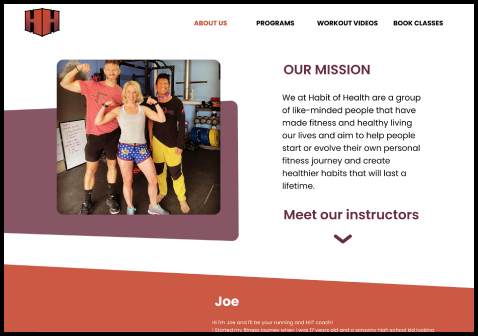 HH
ABOUT US
PROGRAMS
WORKOUT VIDEOS
BOOK CLASSES
OUR MISSION
We at Habit of Health are a group
of like-minded people that have
made fitness and healthy living
our lives and aim to help people
start or evolve their own personal
fitness journey and create
healthier habits that will last a
lifetime.
Meet our instructors
Joe
Hi I'm Joe and I'll be your running and HIIT coach!
I Started my fitness journey when I was 17 years old and a scrawny high school kid looking